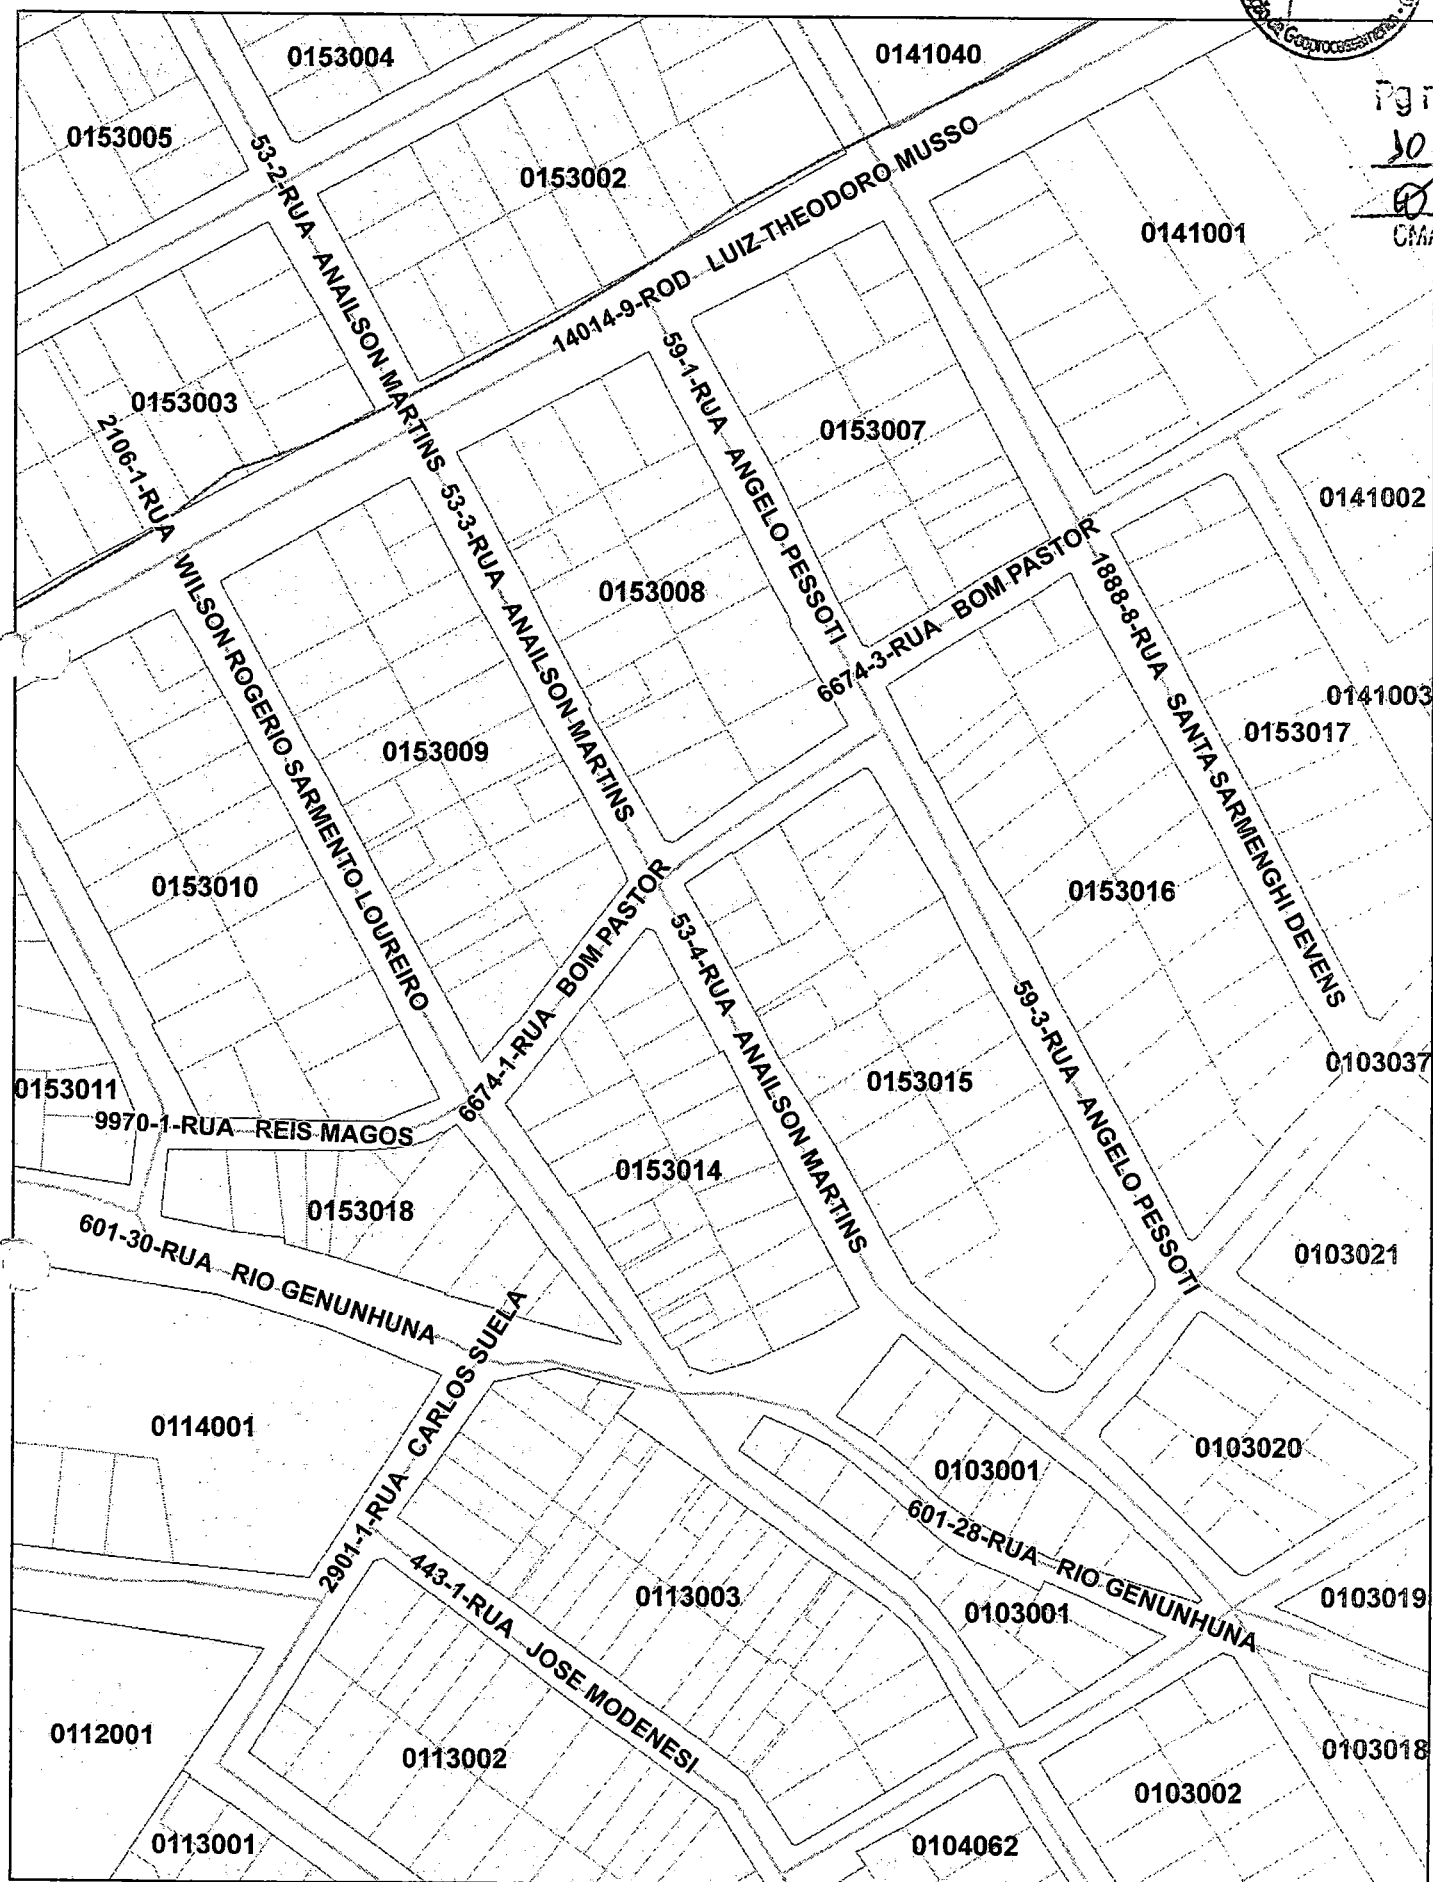 ção de Geoprocessamento
0153004
0141040
Pg n
0153005
30
0153002
0141001
CMA
53-2-RUA ANAILSON MARTINS
14014-9-ROD LUIZ THEODORO MUSSO
0153003
59-1-RUA ANGELO PESSOTI
0153007
2106-1-RUA WILSON ROGERIO SARMENTO LOUREIRO
53-3-RUA ANAILSON MARTINS
0141002
0153008
6674-3-RUA BOM PASTOR
1888-8-RUA SANTA SARMENGHI DEVENS
0141003
0153017
0153009
0153010
0153016
6674-1-RUA BOM PASTOR
53-4-RUA ANAILSON MARTINS
59-3-RUA ANGELO PESSOTI
0103037
0153011
0153015
9970-1-RUA REIS MAGOS
0153014
0153018
601-30-RUA RIO GENUNHUNA
0103021
2901-1-RUA CARLOS SUELA
0114001
0103020
0103001
601-28-RUA RIO GENUNHUNA
443-1-RUA JOSE MODENESI
0113003
0103001
0103019
0112001
0113002
0103018
0103002
0113001
0104062